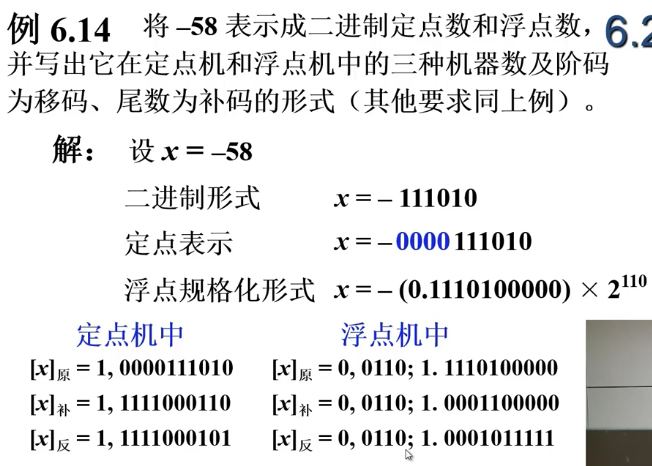 例 6.14 将 –58 表示成二进制定点数和浮点数, 6.2
并写出它在定点机和浮点机中的三种机器数及阶码
为移码、尾数为补码的形式（其他要求同上例）。
解： 设 x = –58
二进制形式 x = – 111010
定点表示 x = – 0000 111010
浮点规格化形式 x = – (0.1110100000) × 2^110
定点机中 浮点机中
[x]原 = 1, 0000111010 [x]原 = 0, 0110; 1. 1110100000
[x]补 = 1, 1111000110 [x]补 = 0, 0110; 1. 0001100000
[x]反 = 1, 1111000101 [x]反 = 0, 0110; 1. 0001011111